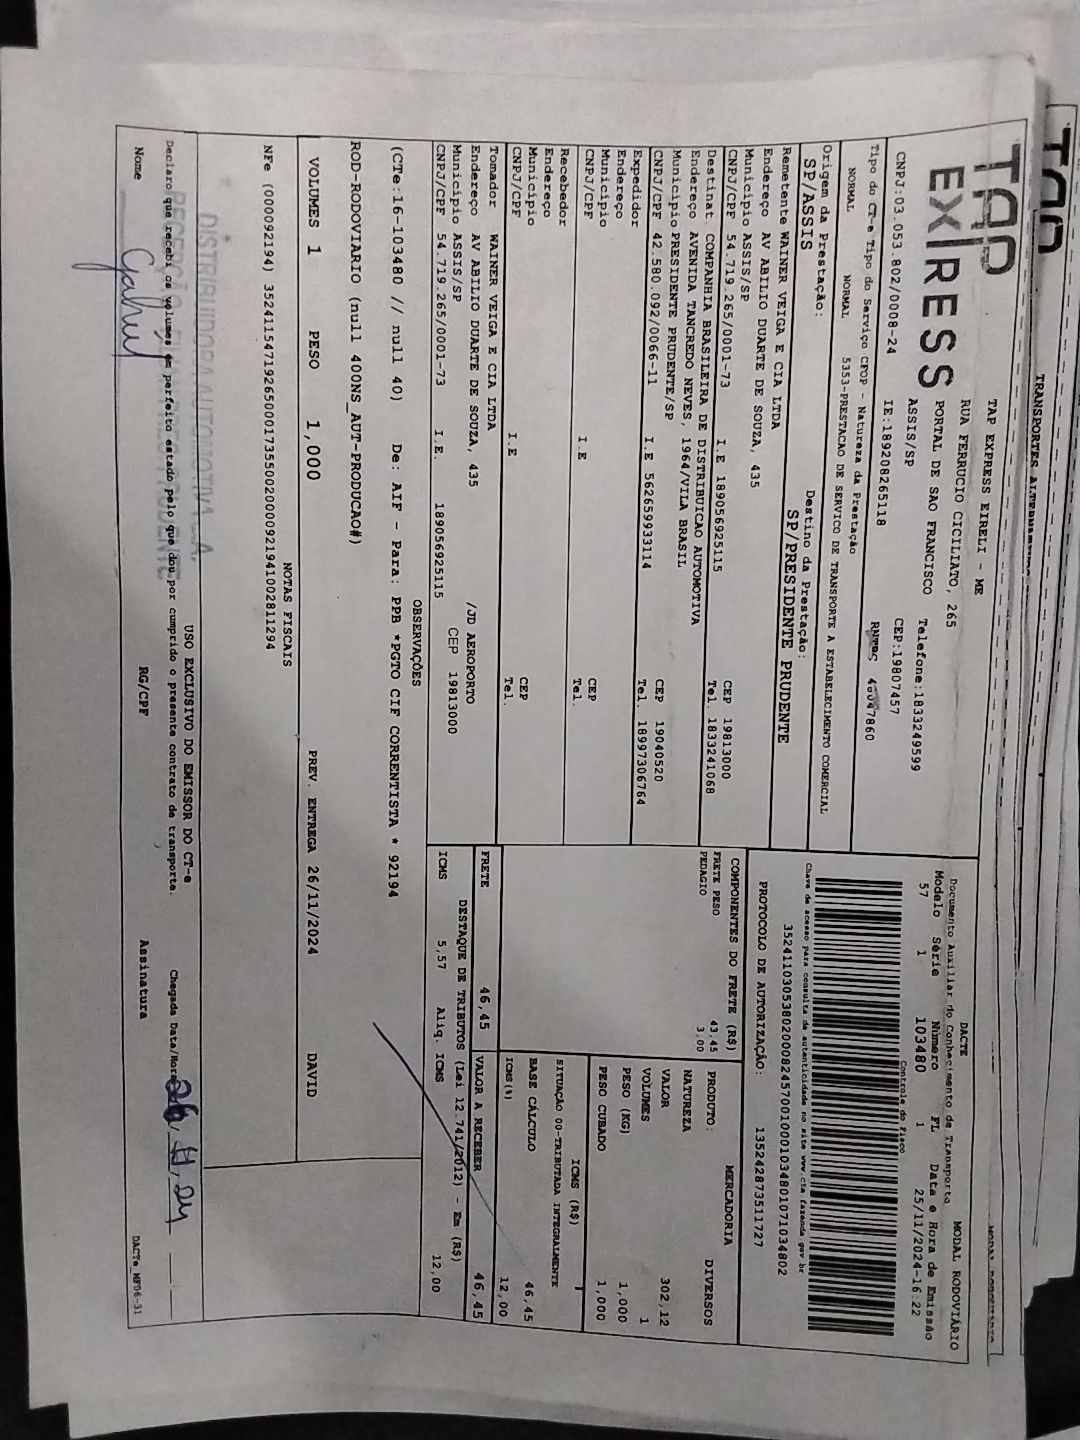 TRANSPORTES
TAP
EX/RESS
TAP EXPRESS EIRELI - ME
RUA FERRUCIO CICILIATO, 265
PORTAL DE SAO FRANCISCO Telefone:1833249599
ASSIS/SP CEP:19807457
CNPJ:03.053.802/0008-24 IE:189208265118
DACTE MODAL RODOVIÁRIO
Documento Auxiliar do Conhecimento de Transporte
Modelo Série Número FL Data e Hora de Emissão
57 1 103480 1 25/11/2024-16:22
Controle do Fisco
Chave de acesso para consulta de autenticidade no site www.cte.fazenda.gov.br
PROTOCOLO DE AUTORIZAÇÃO: 135242873511727
Tipo do CT-e Tipo do Serviço CFOP - Natureza da Prestação
NORMAL NORMAL 5353-PRESTACAO DE SERVICO DE TRANSPORTE A ESTABELECIMENTO COMERCIAL
Origem da Prestação: Destino da Prestação:
SP/ASSIS SP/PRESIDENTE PRUDENTE
Remetente WAINER VEIGA E CIA LTDA
Endereço AV ABILIO DUARTE DE SOUZA, 435
Município ASSIS/SP CEP 19813000
CNPJ/CPF 54.719.265/0001-73 I.E 189056925115 Tel. 1833241068
Destinat. COMPANHIA BRASILEIRA DE DISTRIBUICAO AUTOMOTIVA
Endereço AVENIDA TANCREDO NEVES, 1964/VILA BRASIL
Município PRESIDENTE PRUDENTE/SP CEP 19040520
CNPJ/CPF 42.580.092/0066-11 I.E 562659933114 Tel. 18997306764
Expedidor
Endereço
Município CEP
CNPJ/CPF I.E Tel.
Recebedor
Endereço
Município CEP
CNPJ/CPF I.E Tel.
Tomador WAINER VEIGA E CIA LTDA
Endereço AV ABILIO DUARTE DE SOUZA, 435 /JD AEROPORTO
Município ASSIS/SP CEP 19813000
CNPJ/CPF 54.719.265/0001-73 I.E. 189056925115
COMPONENTES DO FRETE (R$)
FRETE PESO 43,45
PEDAGIO 3,00
MERCADORIA
PRODUTO: DIVERSOS
NATUREZA
VALOR 302,12
VOLUMES 1
PESO (KG) 1,000
PESO CUBADO 1,000
ICMS (R$)
SITUAÇÃO 00-TRIBUTADA INTEGRALMENTE
BASE CÁLCULO 46,45
ICMS(%) 12,00
FRETE 46,45 VALOR A RECEBER 46,45
DESTAQUE DE TRIBUTOS (Lei 12.741/2012) - Em (R$)
ICMS 5,57 Aliq. ICMS 12,00
OBSERVAÇÕES
(CTe:16-103480 // null 40) De: AIF - Para: PPB *PGTO CIF CORRENTISTA * 92194
ROD-RODOVIARIO (null 400NS_AUT-PRODUCAO#)
VOLUMES 1 PESO 1,000 PREV. ENTREGA 26/11/2024 DAVID
NOTAS FISCAIS
NFe (000092194)
DISTRIBUIDORA AUTOMOTIVA S.A.
USO EXCLUSIVO DO EMISSOR DO CT-e
Declaro que recebi os volumes em perfeito estado pelo que dou por cumprido o presente contrato de transporte. Chegada Data/Hora 26 11 24
Nome RG/CPF Assinatura
DACTe_MF06-31